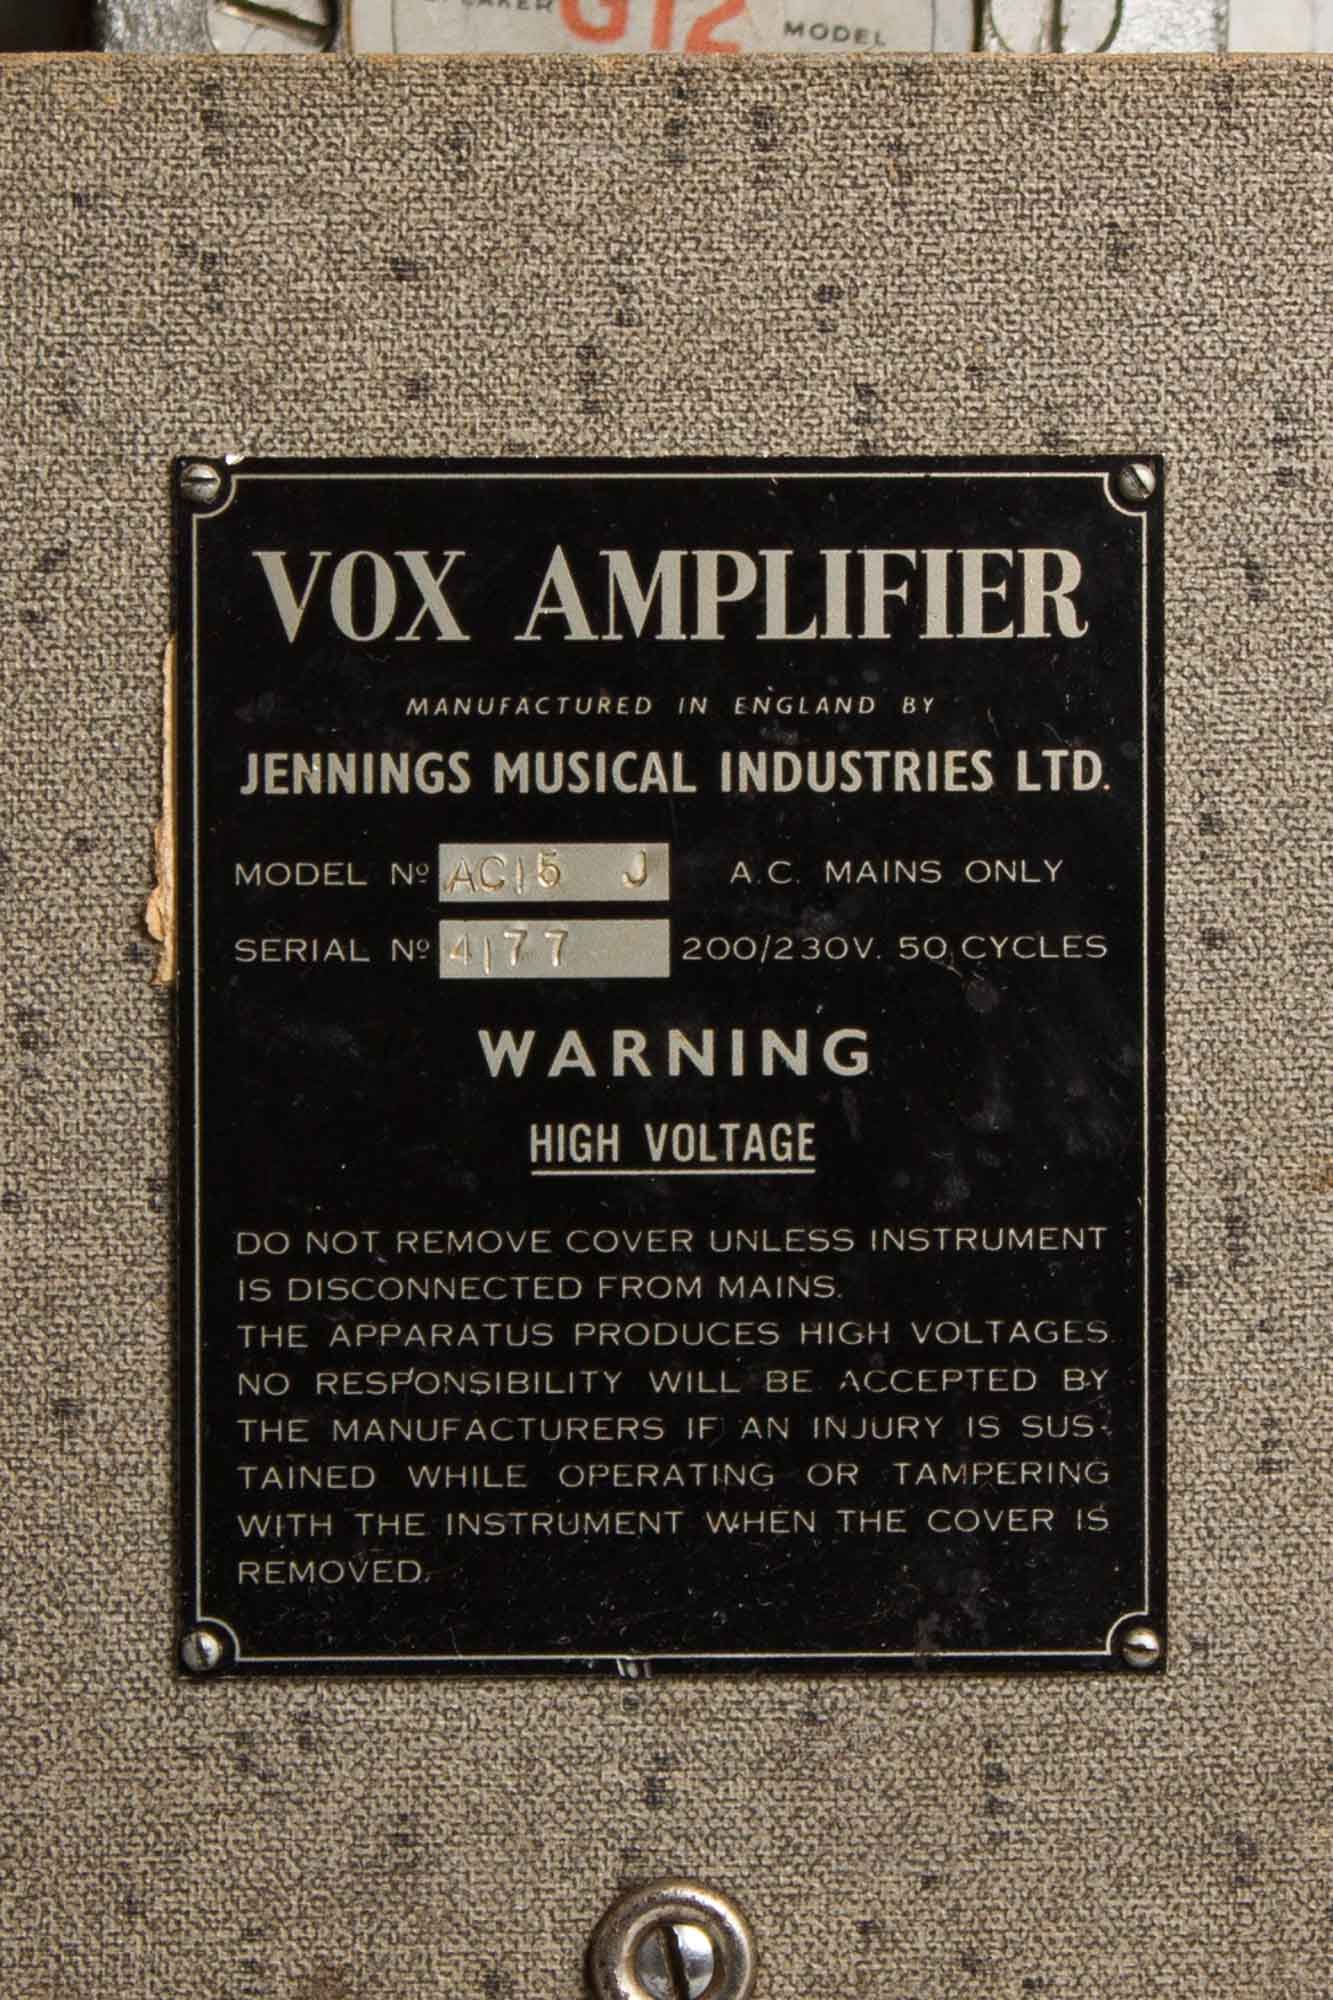 G12 MODEL
VOX AMPLIFIER
MANUFACTURED IN ENGLAND BY
JENNINGS MUSICAL INDUSTRIES LTD.
MODEL Nº AC15 J A.C. MAINS ONLY
SERIAL Nº 4177 200/230V. 50 CYCLES
WARNING
HIGH VOLTAGE
DO NOT REMOVE COVER UNLESS INSTRUMENT
IS DISCONNECTED FROM MAINS.
THE APPARATUS PRODUCES HIGH VOLTAGES
NO RESPONSIBILITY WILL BE ACCEPTED BY
THE MANUFACTURERS IF AN INJURY IS SUS-
TAINED WHILE OPERATING OR TAMPERING
WITH THE INSTRUMENT WHEN THE COVER IS
REMOVED.